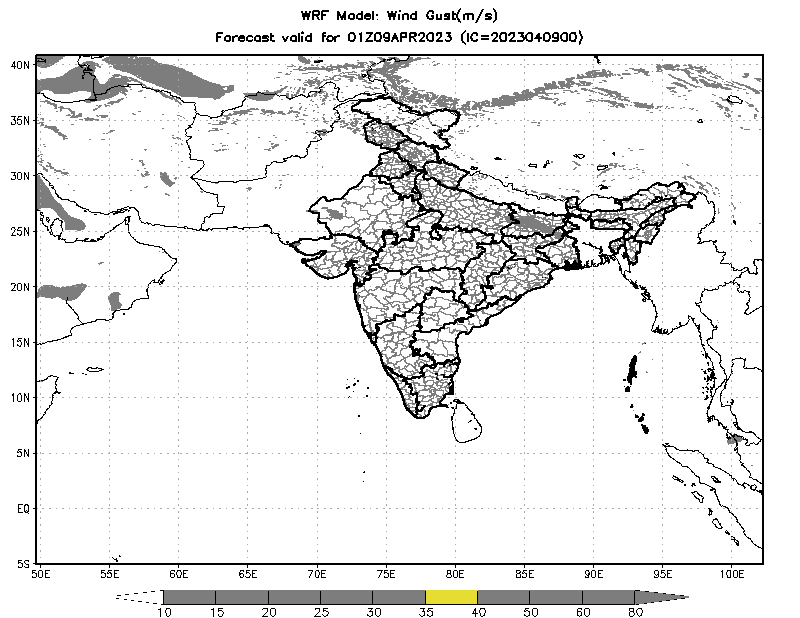 WRF Model: Wind Gust(m/s)
Forecast valid for 01Z09APR2023 (IC=2023040900)
40N
35N
30N
25N
20N
15N
10N
5N
EQ
5S
50E 55E 60E 65E 70E 75E 80E 85E 90E 95E 100E
10 15 20 25 30 35 40 50 60 80